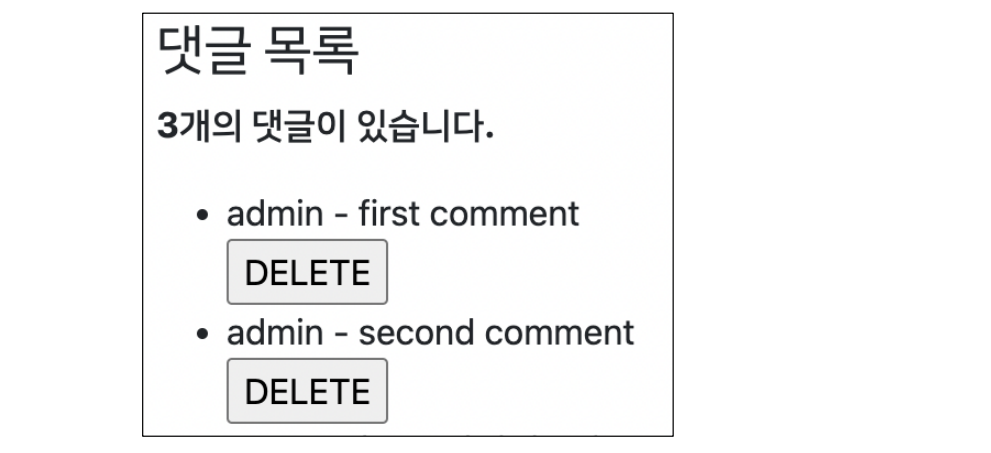 댓글 목록
3개의 댓글이 있습니다.
• admin - first comment
DELETE
• admin - second comment
DELETE